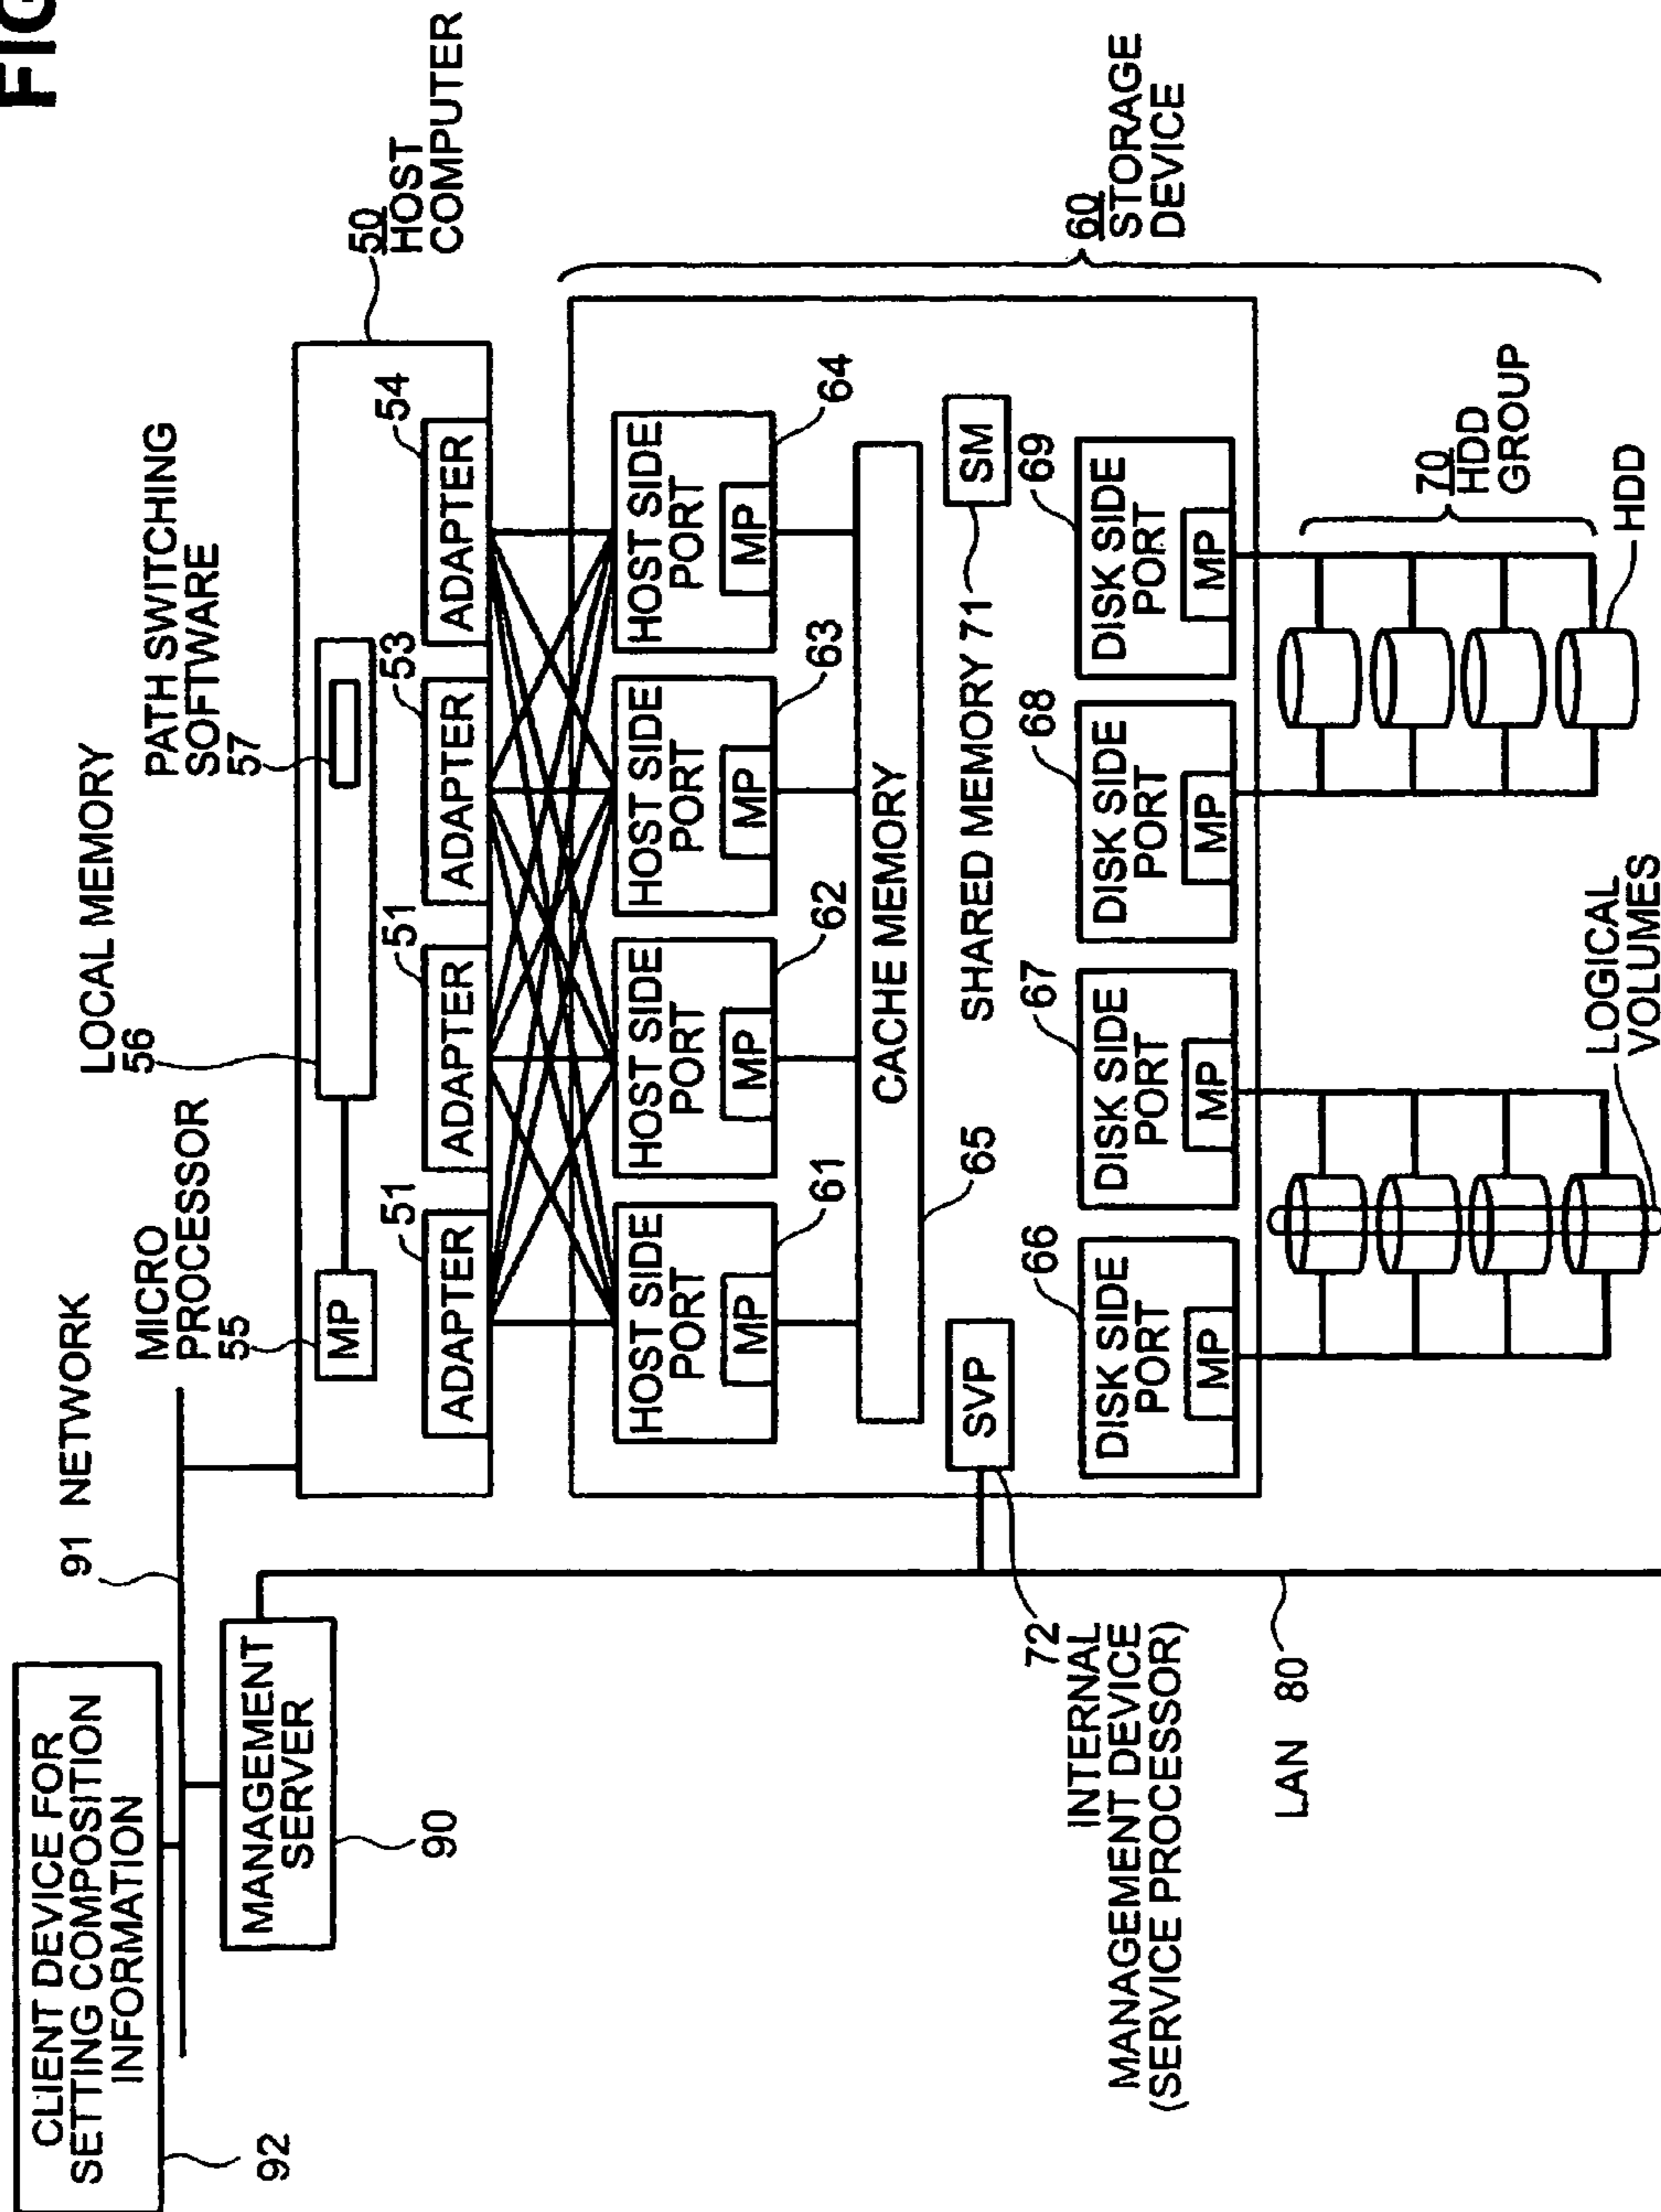 FIG
CLIENT DEVICE FOR
SETTING COMPOSITION
INFORMATION
92
91 NETWORK
MANAGEMENT
SERVER
90
MICRO
PROCESSOR
55
LOCAL MEMORY
56
PATH SWITCHING
SOFTWARE
57
50
HOST
COMPUTER
MP
51
ADAPTER
51
ADAPTER
53
ADAPTER
54
ADAPTER
HOST SIDE
PORT
MP
61
HOST SIDE
PORT
MP
62
HOST SIDE
PORT
MP
63
HOST SIDE
PORT
MP
64
60
STORAGE
DEVICE
CACHE MEMORY
65
SVP
72
INTERNAL
MANAGEMENT DEVICE
(SERVICE PROCESSOR)
SHARED MEMORY 71
SM
66
DISK SIDE
PORT
MP
67
DISK SIDE
PORT
MP
68
DISK SIDE
PORT
MP
69
DISK SIDE
PORT
MP
LAN 80
70
HDD
GROUP
HDD
LOGICAL
VOLUMES